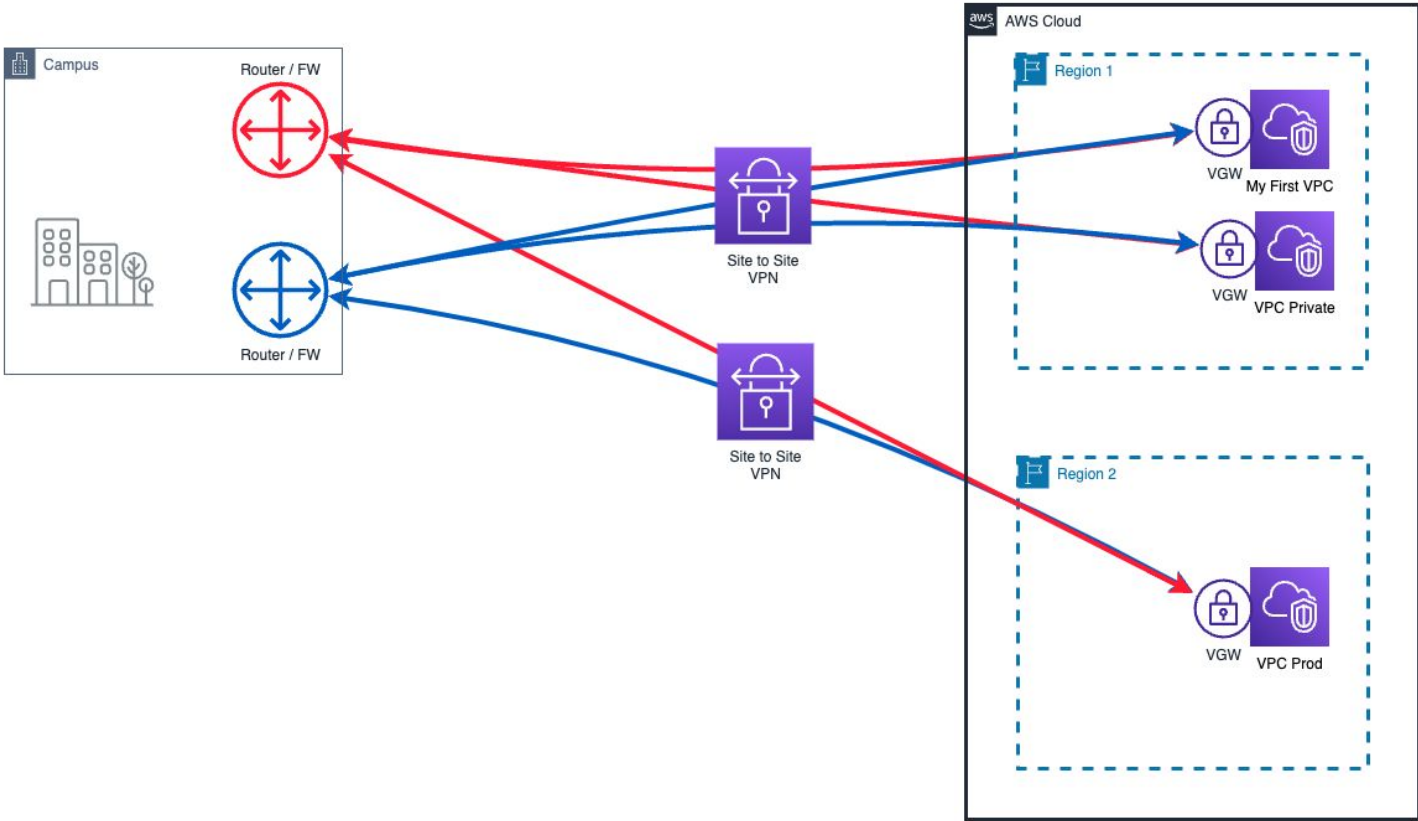 aws
AWS Cloud
Campus
Router / FW
Region 1
VGW
My First VPC
Site to Site
VPN
VGW
VPC Private
Router / FW
Site to Site
VPN
Region 2
VGW
VPC Prod